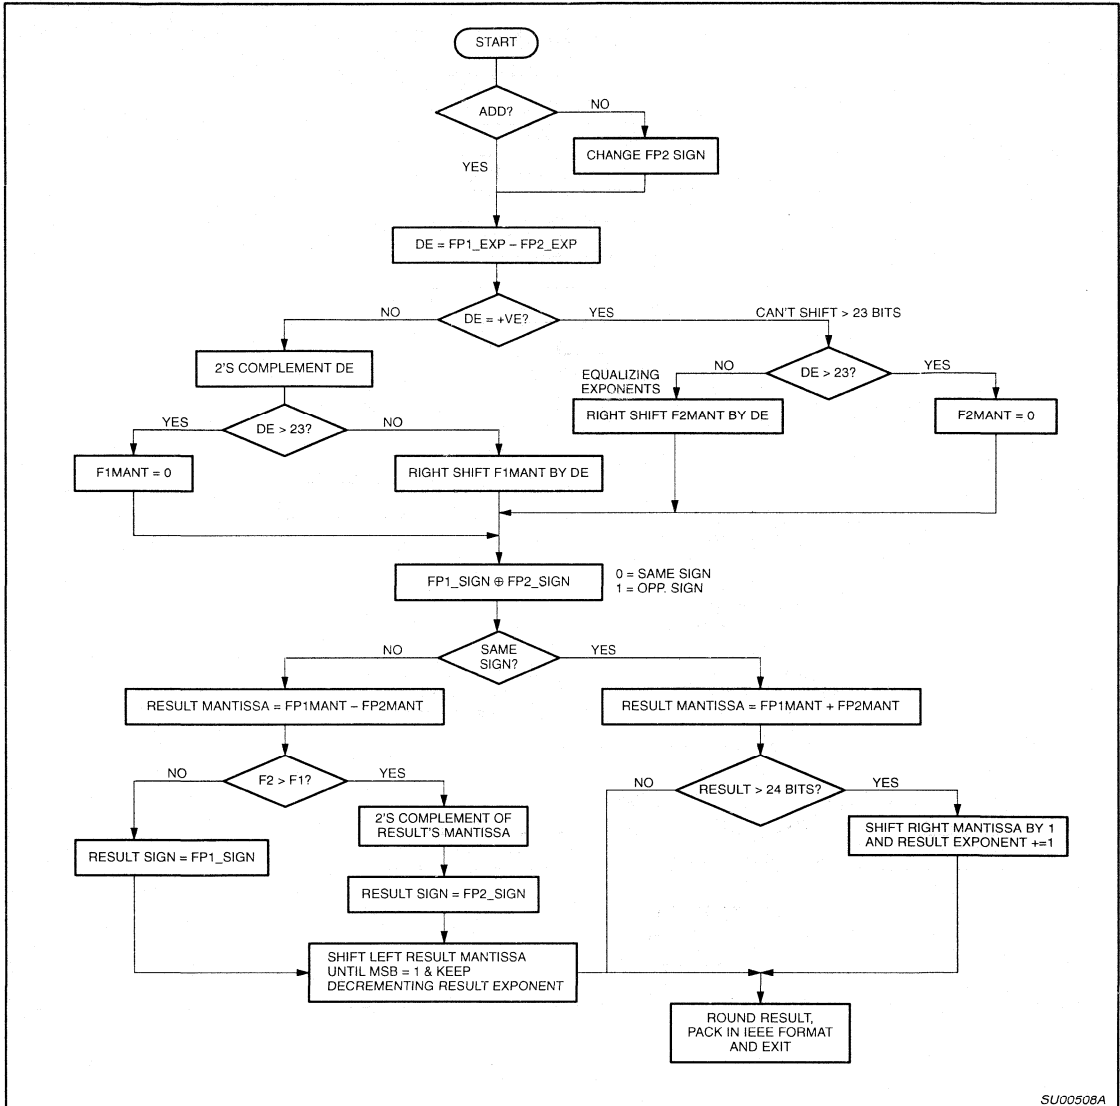 START
ADD?
NO
CHANGE FP2 SIGN
YES
DE = FP1_EXP – FP2_EXP
NO
DE = +VE?
YES
CAN'T SHIFT > 23 BITS
2'S COMPLEMENT DE
NO
DE > 23?
YES
EQUALIZING
EXPONENTS
RIGHT SHIFT F2MANT BY DE
F2MANT = 0
YES
DE > 23?
NO
F1MANT = 0
RIGHT SHIFT F1MANT BY DE
FP1_SIGN ⊕ FP2_SIGN
0 = SAME SIGN
1 = OPP. SIGN
NO
SAME
SIGN?
YES
RESULT MANTISSA = FP1MANT – FP2MANT
RESULT MANTISSA = FP1MANT + FP2MANT
NO
F2 > F1?
YES
NO
RESULT > 24 BITS?
YES
2'S COMPLEMENT OF
RESULT'S MANTISSA
SHIFT RIGHT MANTISSA BY 1
AND RESULT EXPONENT +=1
RESULT SIGN = FP1_SIGN
RESULT SIGN = FP2_SIGN
SHIFT LEFT RESULT MANTISSA
UNTIL MSB = 1 & KEEP
DECREMENTING RESULT EXPONENT
ROUND RESULT,
PACK IN IEEE FORMAT
AND EXIT
SU00508A